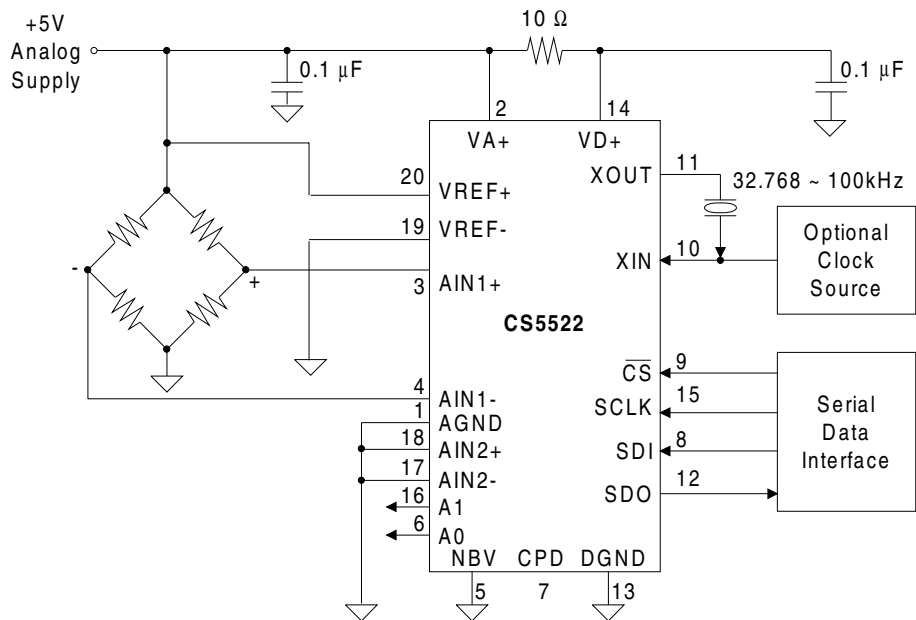 +5V
Analog
Supply
10 Ω
0.1 µF
0.1 µF
2
14
VA+
VD+
11
XOUT
32.768 ~ 100kHz
20
VREF+
19
VREF-
Optional
Clock
Source
10
XIN
-
+
3
AIN1+
CS5522
9
CS
4
AIN1-
15
SCLK
1
AGND
Serial
Data
Interface
18
AIN2+
8
SDI
17
AIN2-
12
SDO
16
A1
6
A0
NBV
CPD
DGND
5
7
13